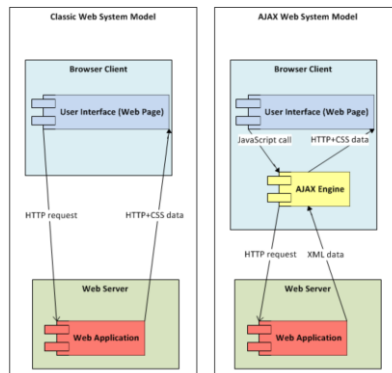 Classic Web System Model
Browser Client
User Interface (Web Page)
HTTP request
HTTP+CSS data
Web Server
Web Application
AJAX Web System Model
Browser Client
User Interface (Web Page)
JavaScript call
HTTP+CSS data
AJAX Engine
HTTP request
XML data
Web Server
Web Application